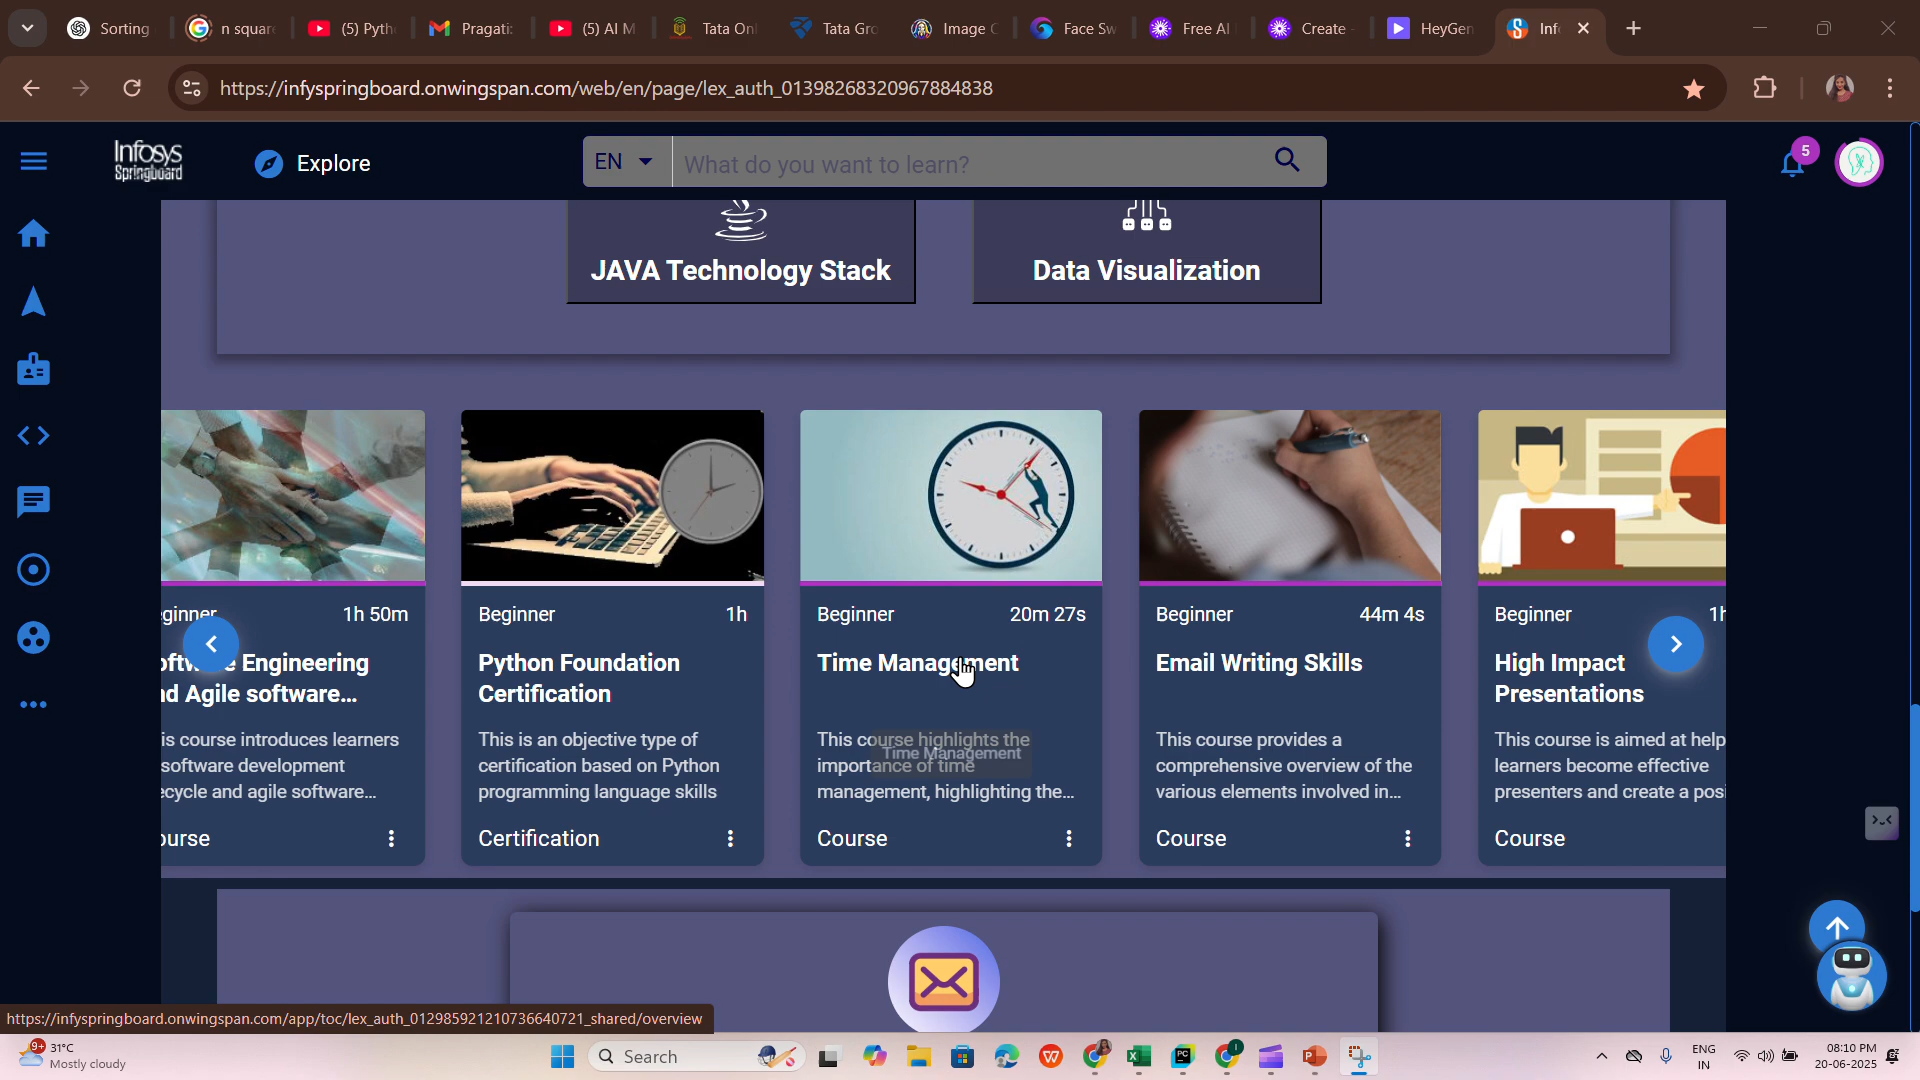 Sorting
n squar
(5) Pyth
Pragati:
(5) AI M
Tata Onl
Tata Gro
Image C
Face Sw
Free AI
Create -
HeyGen
Inf
https://infyspringboard.onwingspan.com/web/en/page/lex_auth_01398268320967884838
Infosys
Springboard
Explore
EN
What do you want to learn?
5
JAVA Technology Stack
Data Visualization
ginner
1h 50m
oftw e Engineering
nd Agile software...
is course introduces learners
software development
ecycle and agile software...
ourse
Beginner
1h
Python Foundation
Certification
This is an objective type of
certification based on Python
programming language skills
Certification
Beginner
20m 27s
Time Management
This course highlights the
importance of time
management, highlighting the...
Time Management
Course
Beginner
44m 4s
Email Writing Skills
This course provides a
comprehensive overview of the
various elements involved in...
Course
Beginner
1h
High Impact
Presentations
This course is aimed at help
learners become effective
presenters and create a posi
Course
https://infyspringboard.onwingspan.com/app/toc/lex_auth_012985921210736640721_shared/overview
9+
31°C
Mostly cloudy
Search
PC
ENG
IN
08:10 PM
20-06-2025